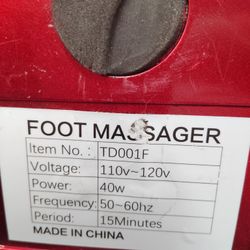 FOOT MASSAGER
Item No.: TD001F
Voltage: 110v~120v
Power: 40w
Frequency: 50~60hz
Period: 15Minutes
MADE IN CHINA